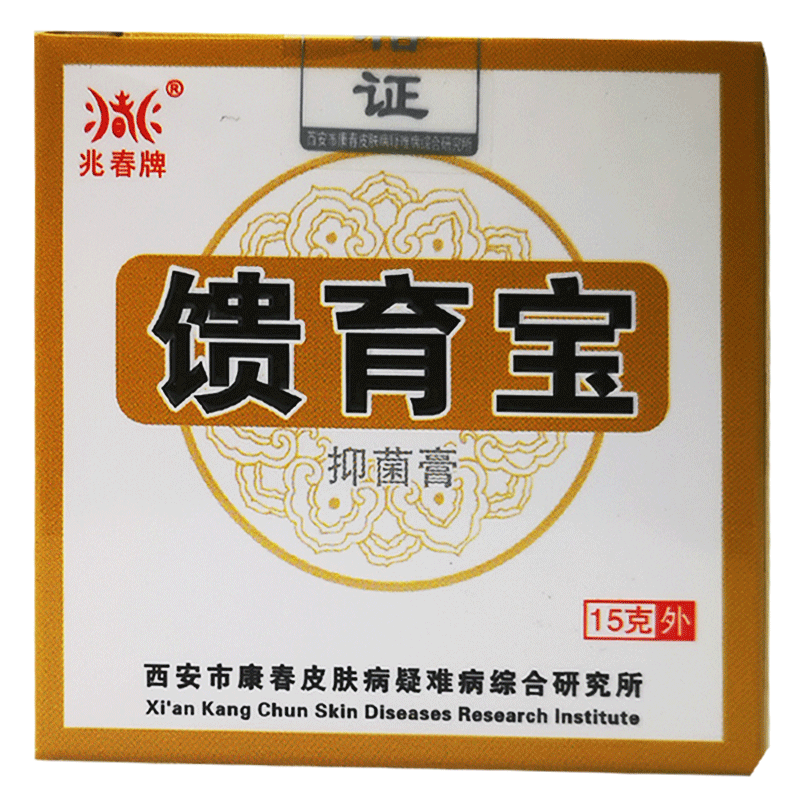 证
西安市康春皮肤病疑难病综合研究所
®
兆春牌
馈育宝
抑菌膏
15克 外
西安市康春皮肤病疑难病综合研究所
Xi'an Kang Chun Skin Diseases Research Institute